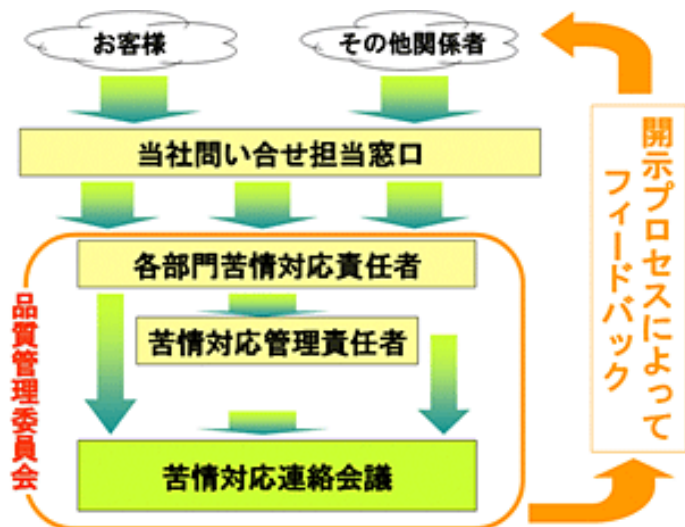 お客様
その他関係者
当社問い合せ担当窓口
各部門苦情対応責任者
苦情対応管理責任者
苦情対応連絡会議
品質管理委員会
開示プロセスによって
フィードバック